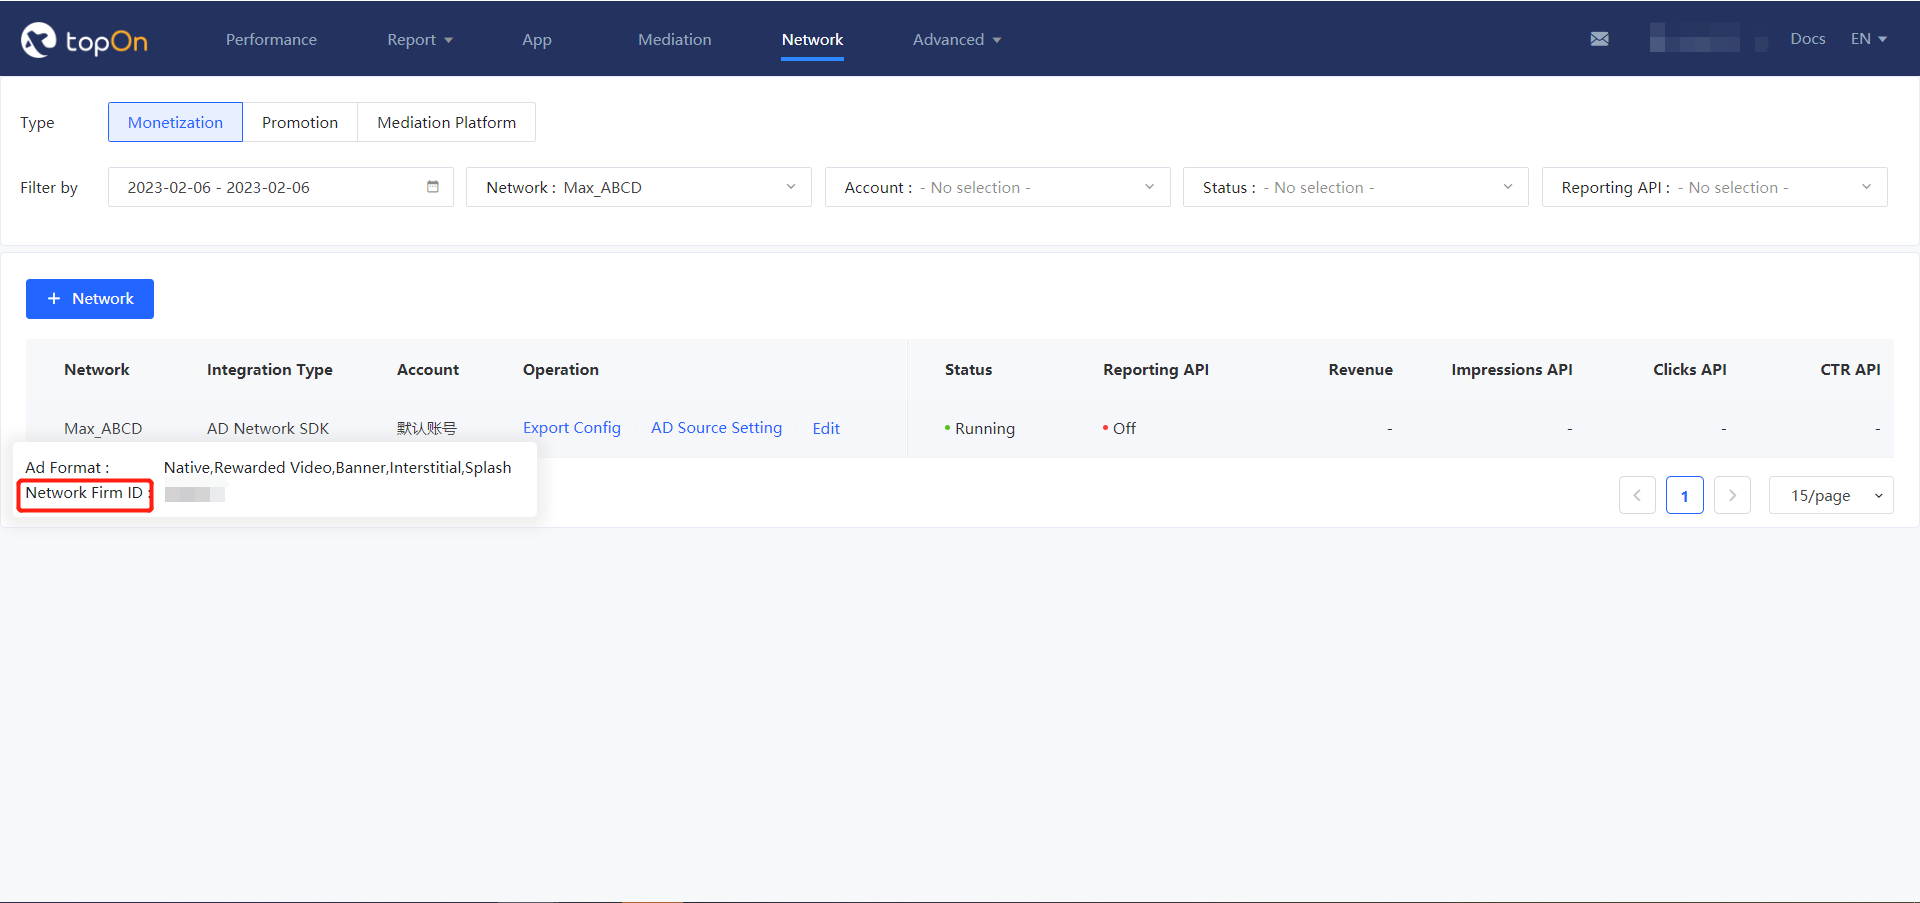 topOn Performance Report App Mediation Network Advanced Docs EN
Type Monetization Promotion Mediation Platform
Filter by 2023-02-06 - 2023-02-06 Network : Max_ABCD Account : - No selection - Status : - No selection - Reporting API : - No selection -
+ Network
Network Integration Type Account Operation Status Reporting API Revenue Impressions API Clicks API CTR API
Max_ABCD AD Network SDK 默认账号 Export Config AD Source Setting Edit Running Off - - - -
Ad Format : Native,Rewarded Video,Banner,Interstitial,Splash
Network Firm ID :
1 15/page